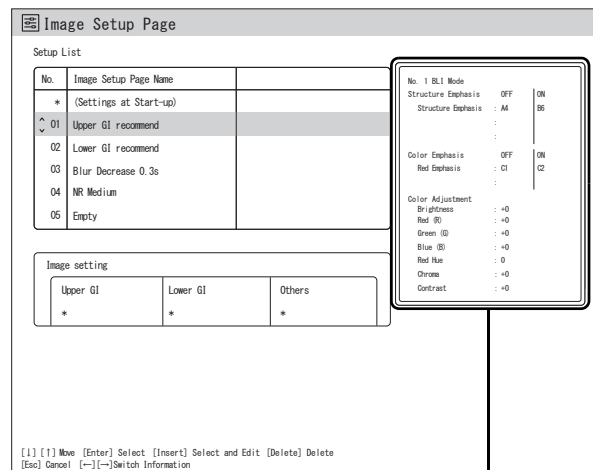 Image Setup Page
Setup List
No. Image Setup Page Name
* (Settings at Start-up)
01 Upper GI recommend
02 Lower GI recommend
03 Blur Decrease 0.3s
04 NR Medium
05 Empty
Image setting
Upper GI Lower GI Others
* * *
No. 1 BLI Mode
Structure Emphasis OFF ON
Structure Emphasis : A4 B6
:
:
Color Emphasis OFF ON
Red Emphasis : C1 C2
:
Color Adjustment
Brightness : +0
Red (R) : +0
Green (G) : +0
Blue (B) : +0
Red Hue : 0
Chroma : +0
Contrast : +0
[↓] [↑] Move [Enter] Select [Insert] Select and Edit [Delete] Delete
[Esc] Cancel [←][→]Switch Information